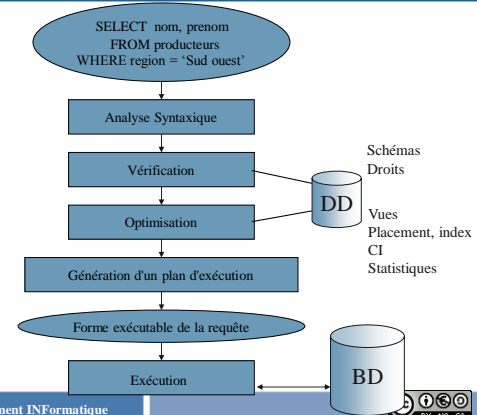 SELECT nom, prenom
FROM producteurs
WHERE region = ‘Sud ouest’
Analyse Syntaxique
Vérification
Optimisation
Génération d'un plan d'exécution
Forme exécutable de la requête
Exécution
DD
Schémas
Droits
Vues
Placement, index
CI
Statistiques
BD
ment INFormatique